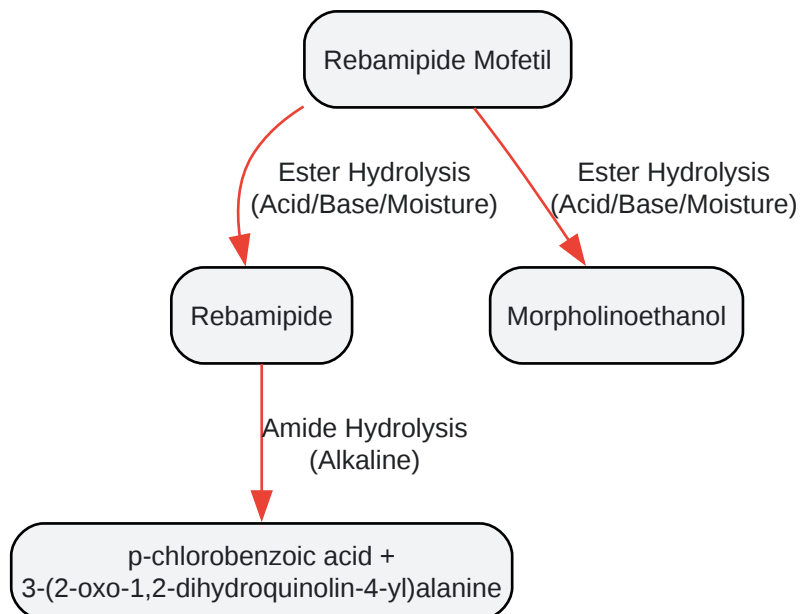 Rebamipide Mofetil
Ester Hydrolysis
(Acid/Base/Moisture)
Ester Hydrolysis
(Acid/Base/Moisture)
Rebamipide
Morpholinoethanol
Amide Hydrolysis
(Alkaline)
p-chlorobenzoic acid +
3-(2-oxo-1,2-dihydroquinolin-4-yl)alanine